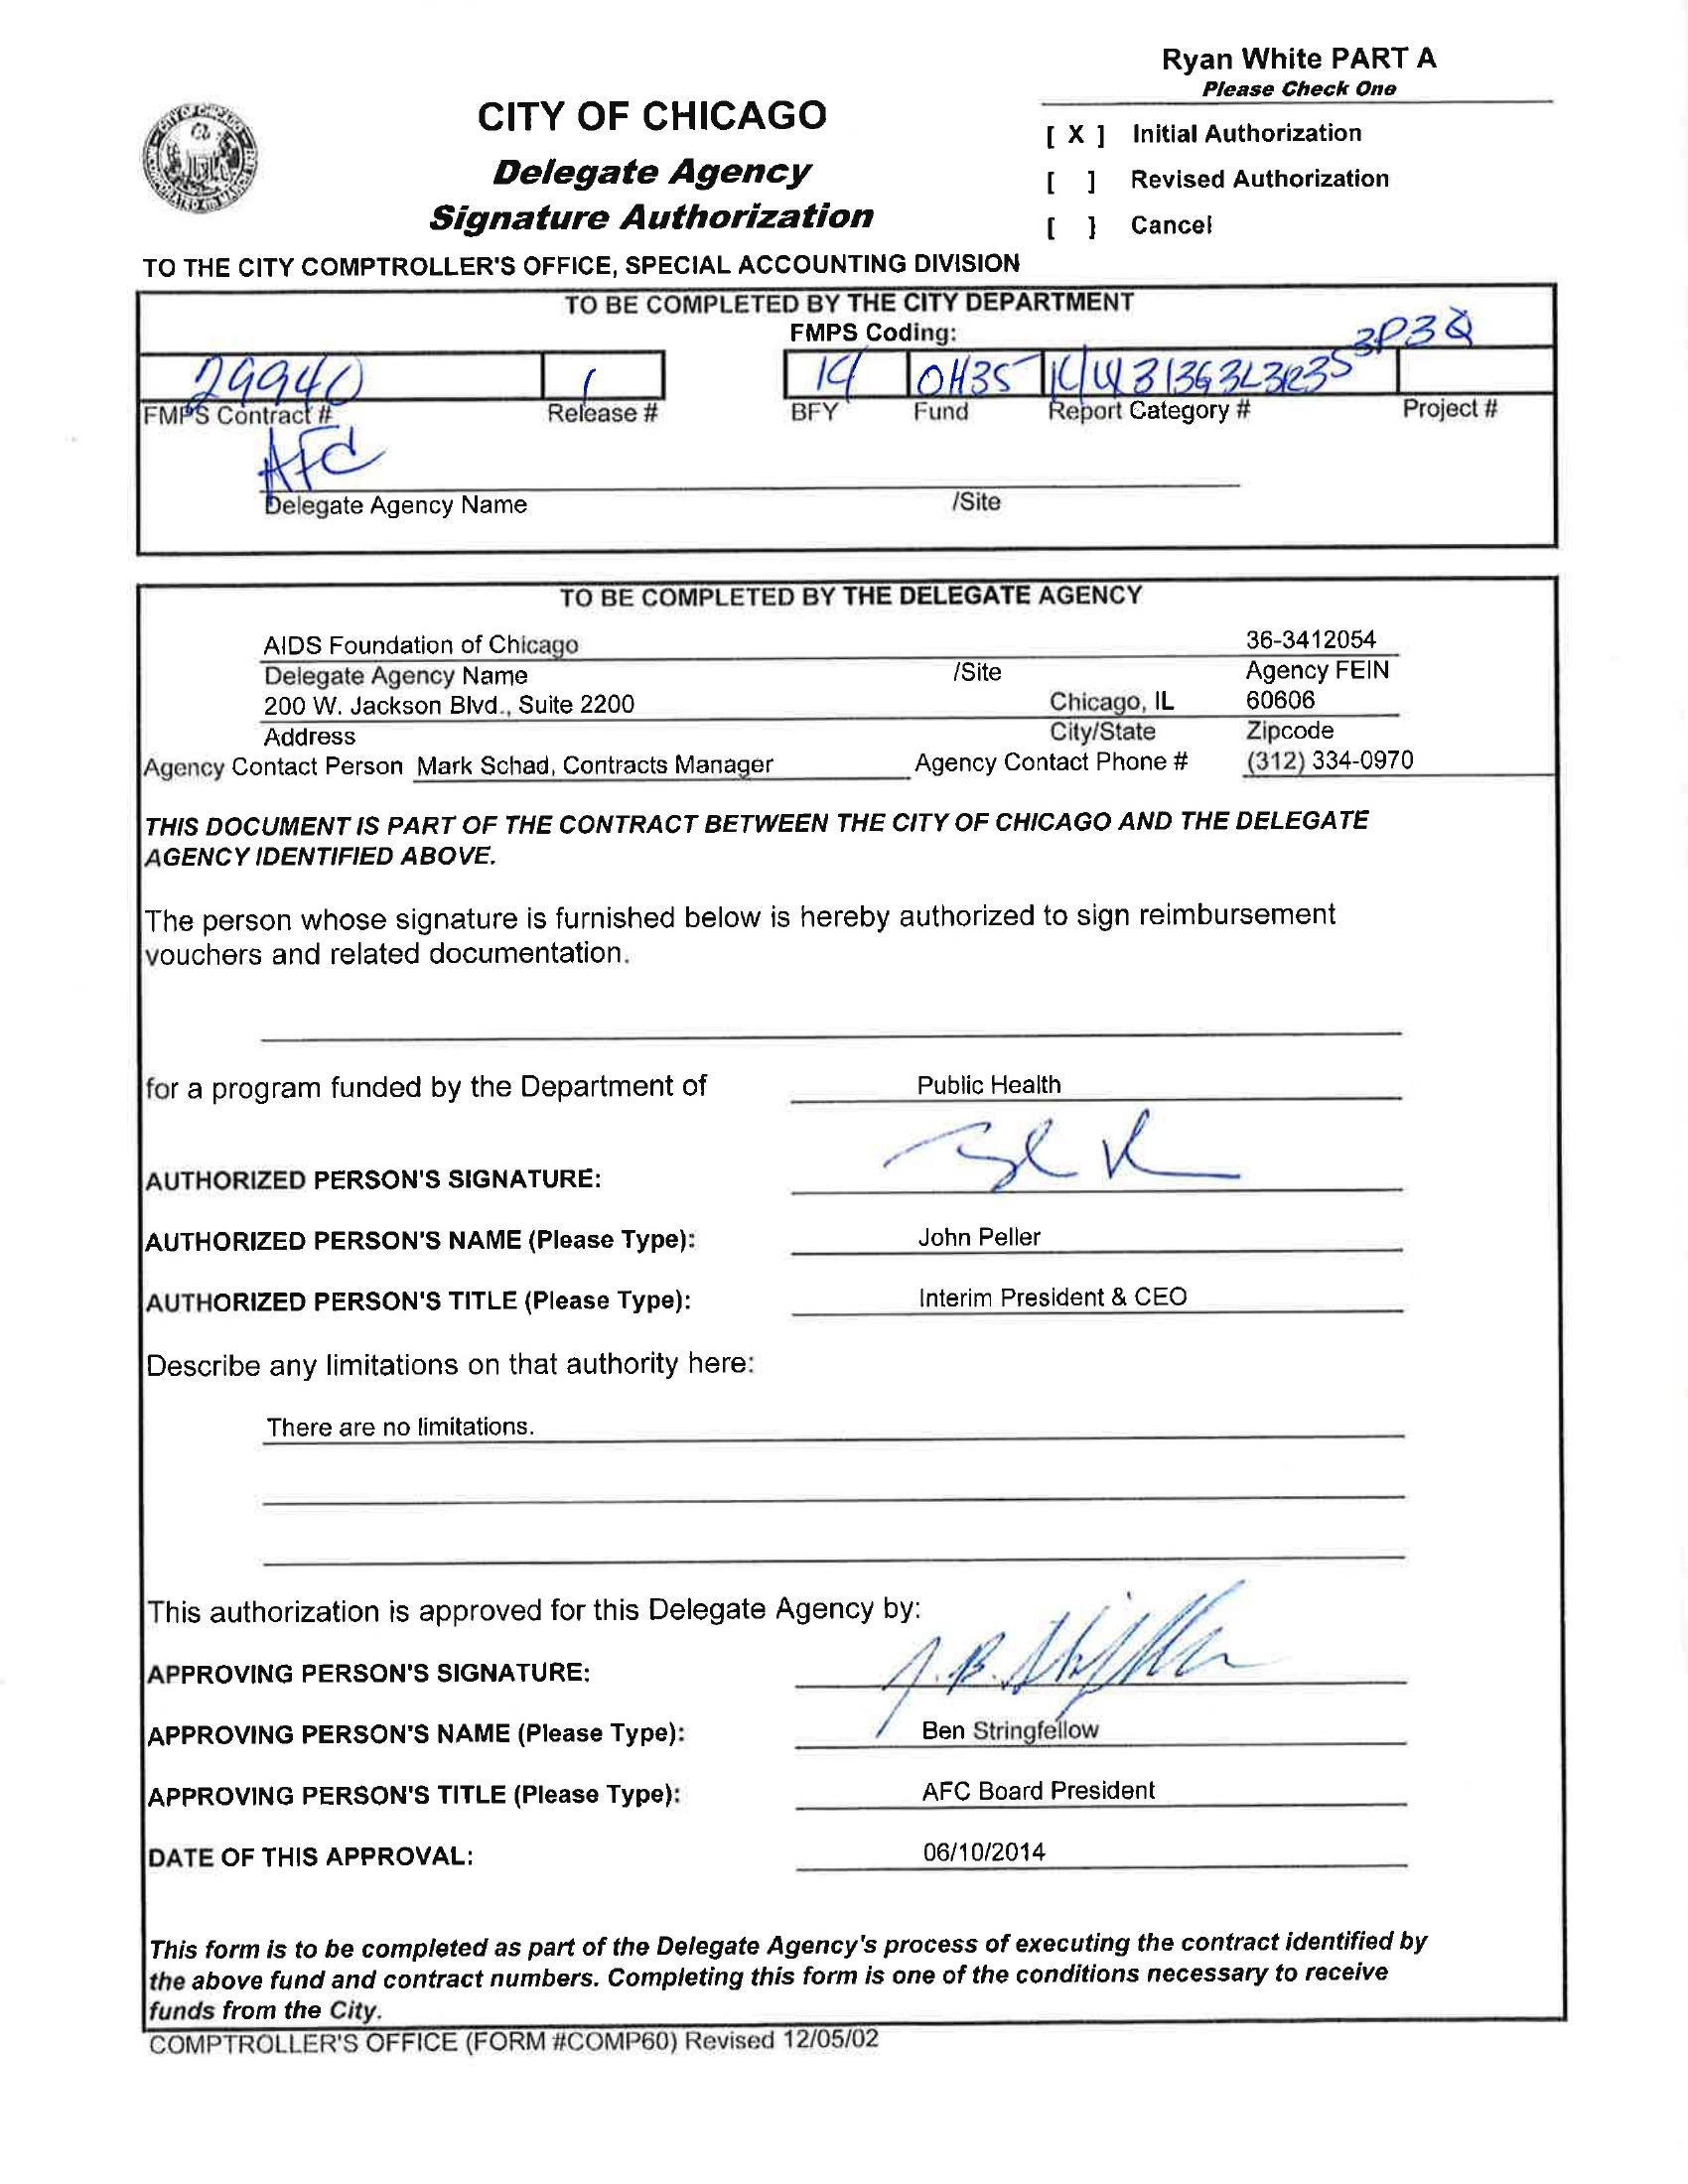 Ryan White PART A
Please Check One
CITY OF CHICAGO
[ X ] Initial Authorization
Delegate Agency
[ ] Revised Authorization
Signature Authorization
[ ] Cancel
TO THE CITY COMPTROLLER'S OFFICE, SPECIAL ACCOUNTING DIVISION
TO BE COMPLETED BY THE CITY DEPARTMENT
FMPS Coding:
3P3Q
29940 1 14 0H35
FMPS Contract # Release # BFY Fund Report Category # Project #
AFC
Delegate Agency Name /Site
TO BE COMPLETED BY THE DELEGATE AGENCY
AIDS Foundation of Chicago 36-3412054
Delegate Agency Name /Site Agency FEIN
200 W. Jackson Blvd., Suite 2200 Chicago, IL 60606
Address City/State Zipcode
Agency Contact Person Mark Schad, Contracts Manager Agency Contact Phone # (312) 334-0970
THIS DOCUMENT IS PART OF THE CONTRACT BETWEEN THE CITY OF CHICAGO AND THE DELEGATE
AGENCY IDENTIFIED ABOVE.
The person whose signature is furnished below is hereby authorized to sign reimbursement
vouchers and related documentation.
for a program funded by the Department of Public Health
AUTHORIZED PERSON'S SIGNATURE:
AUTHORIZED PERSON'S NAME (Please Type): John Peller
AUTHORIZED PERSON'S TITLE (Please Type): Interim President & CEO
Describe any limitations on that authority here:
There are no limitations.
This authorization is approved for this Delegate Agency by:
APPROVING PERSON'S SIGNATURE:
APPROVING PERSON'S NAME (Please Type): Ben Stringfellow
APPROVING PERSON'S TITLE (Please Type): AFC Board President
DATE OF THIS APPROVAL: 06/10/2014
This form is to be completed as part of the Delegate Agency's process of executing the contract identified by
the above fund and contract numbers. Completing this form is one of the conditions necessary to receive
funds from the City.
COMPTROLLER'S OFFICE (FORM #COMP60) Revised 12/05/02